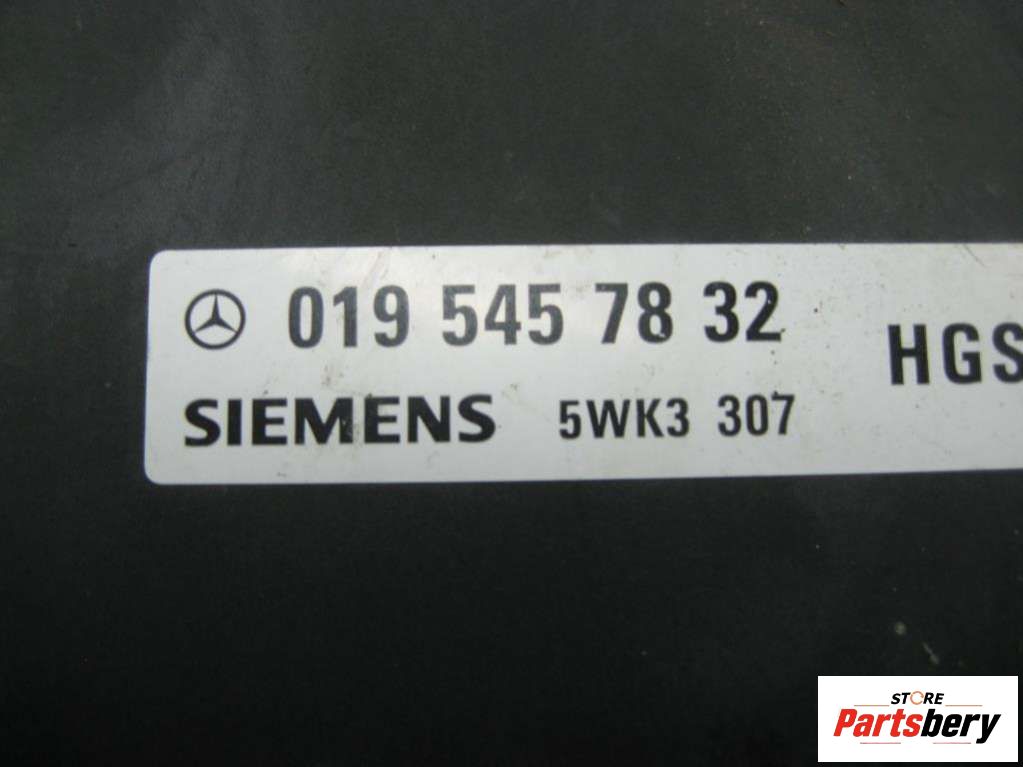 019 545 78 32
HGS
SIEMENS 5WK3 307
STORE
Partsbery